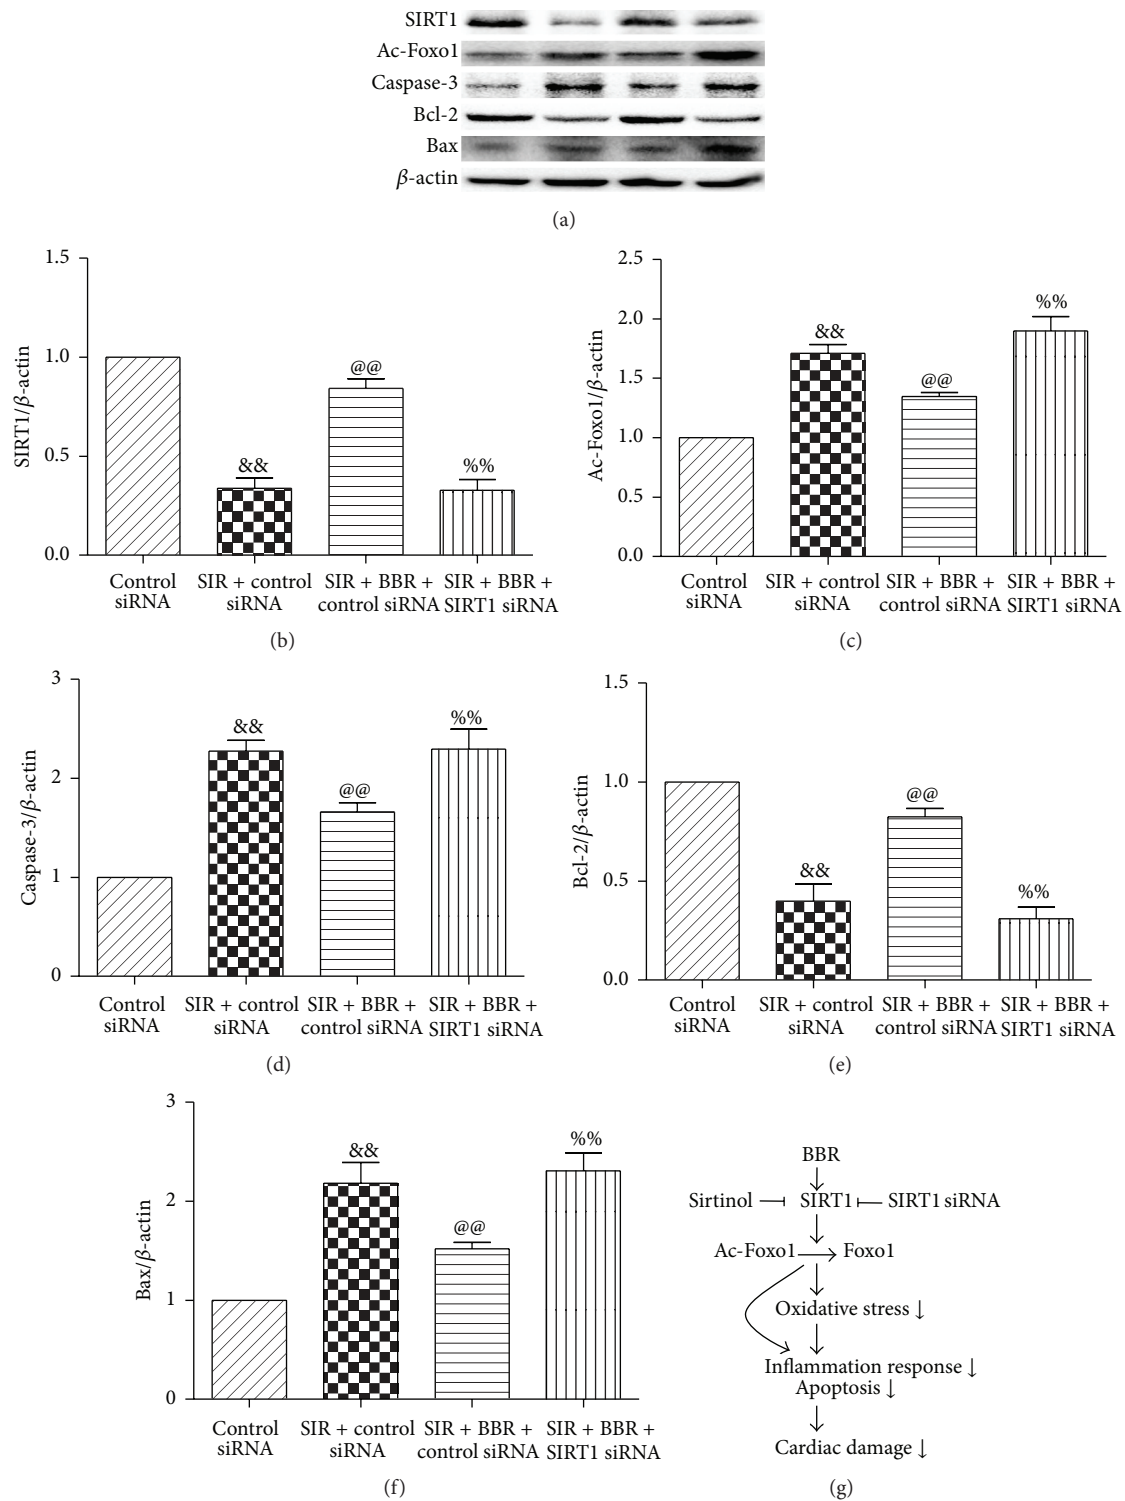 SIRT1
Ac-Foxo1
Caspase-3
Bcl-2
Bax
β-actin
(a)
SIRT1/β-actin
1.5
1.0
0.5
0.0
&&
@@
%%
Control siRNA
SIR + control siRNA
SIR + BBR + control siRNA
SIR + BBR + SIRT1 siRNA
(b)
Ac-Foxo1/β-actin
2.5
2.0
1.5
1.0
0.5
0.0
&&
@@
%%
Control siRNA
SIR + control siRNA
SIR + BBR + control siRNA
SIR + BBR + SIRT1 siRNA
(c)
Caspase-3/β-actin
3
2
1
0
&&
@@
%%
Control siRNA
SIR + control siRNA
SIR + BBR + control siRNA
SIR + BBR + SIRT1 siRNA
(d)
Bcl-2/β-actin
1.5
1.0
0.5
0.0
&&
@@
%%
Control siRNA
SIR + control siRNA
SIR + BBR + control siRNA
SIR + BBR + SIRT1 siRNA
(e)
Bax/β-actin
3
2
1
0
&&
@@
%%
Control siRNA
SIR + control siRNA
SIR + BBR + control siRNA
SIR + BBR + SIRT1 siRNA
(f)
BBR
Sirtinol SIRT1 SIRT1 siRNA
Ac-Foxo1 → Foxo1
Oxidative stress ↓
Inflammation response ↓
Apoptosis ↓
Cardiac damage ↓
(g)